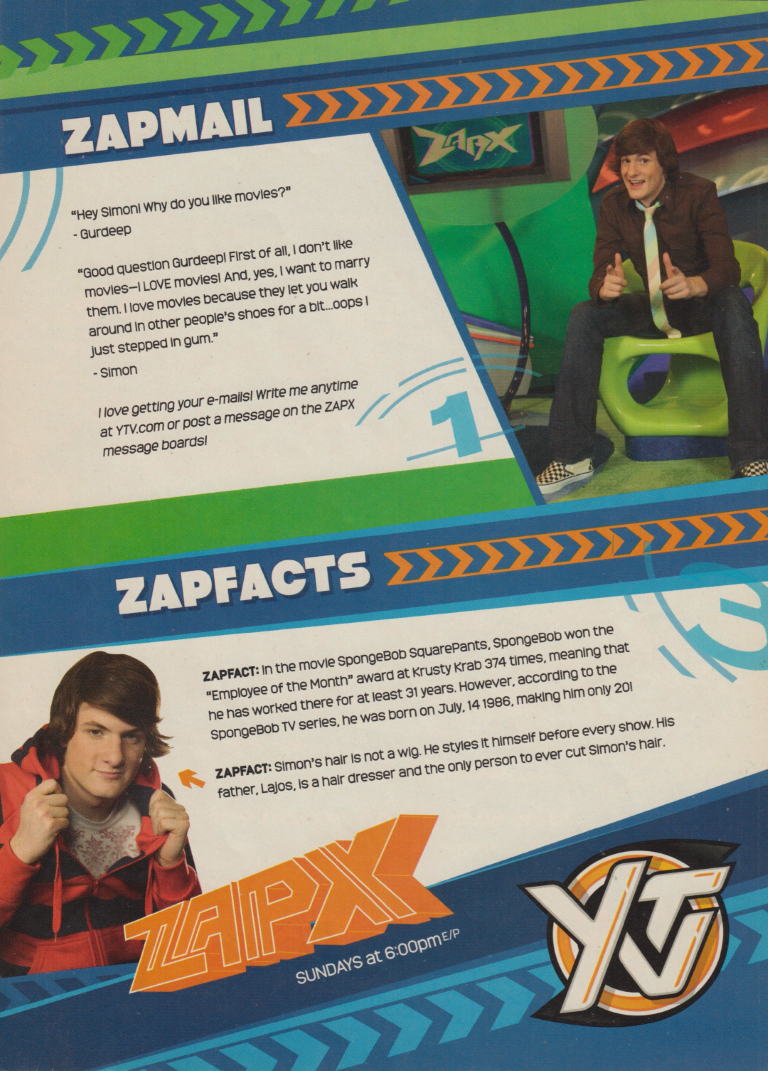 ZAPMAIL
ZAPX
"Hey Simon! Why do you like movies?"
- Gurdeep
"Good question Gurdeep! First of all, I don't like
movies—I LOVE movies! And, yes, I want to marry
them. I love movies because they let you walk
around in other people's shoes for a bit...oops I
just stepped in gum."
- Simon
I love getting your e-mails! Write me anytime
at YTV.com or post a message on the ZAPX
message boards!
1
ZAPFACTS
3
ZAPFACT: In the movie SpongeBob SquarePants, SpongeBob won the
"Employee of the Month" award at Krusty Krab 374 times, meaning that
he has worked there for at least 31 years. However, according to the
SpongeBob TV series, he was born on July, 14 1986, making him only 20!
ZAPFACT: Simon's hair is not a wig. He styles it himself before every show. His
father, Lajos, is a hair dresser and the only person to ever cut Simon's hair.
ZAPX
SUNDAYS at 6:00pm E/P
YTV